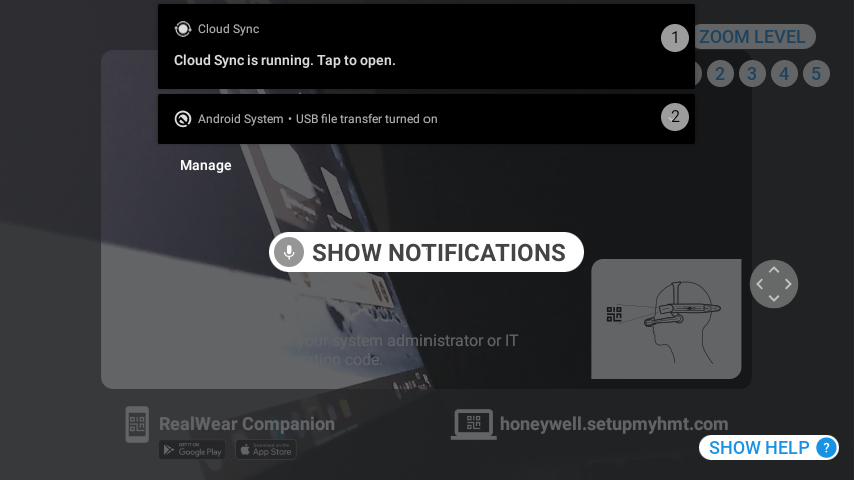 Cloud Sync
1
ZOOM LEVEL
Cloud Sync is running. Tap to open.
2 3 4 5
Android System • USB file transfer turned on
2
Manage
SHOW NOTIFICATIONS
your system administrator or IT
code.
RealWear Companion
honeywell.setupmyhmt.com
GET IT ON
Google Play
Download on the
App Store
SHOW HELP ?